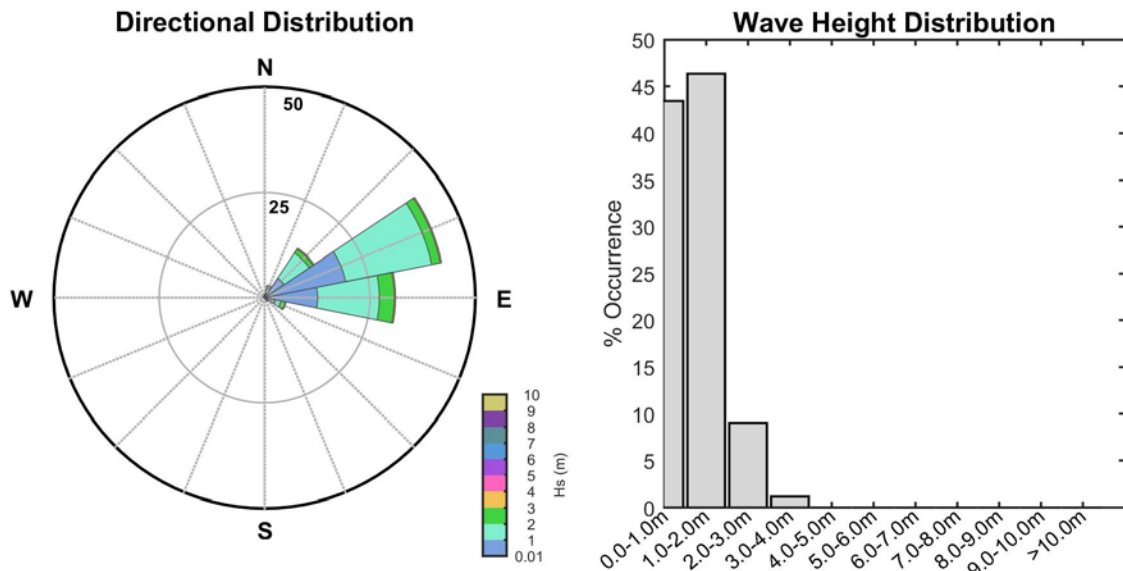 Directional Distribution
N
50
25
W
E
S
10
9
8
7
6
5
4
3
2
1
0.01
Hs (m)
Wave Height Distribution
50
45
40
35
30
25
20
15
10
5
0
% Occurrence
0.0-1.0m
1.0-2.0m
2.0-3.0m
3.0-4.0m
4.0-5.0m
5.0-6.0m
6.0-7.0m
7.0-8.0m
8.0-9.0m
9.0-10.0m
>10.0m